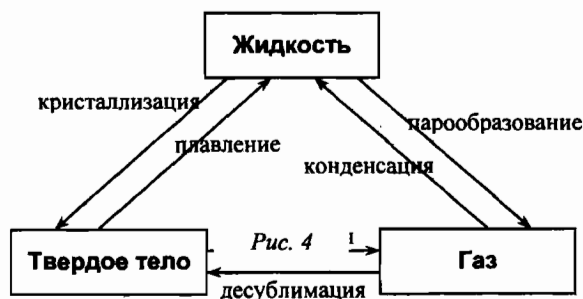 Жидкость
кристаллизация
парообразование
плавление
конденсация
Рис. 4
Твердое тело
Газ
десублимация